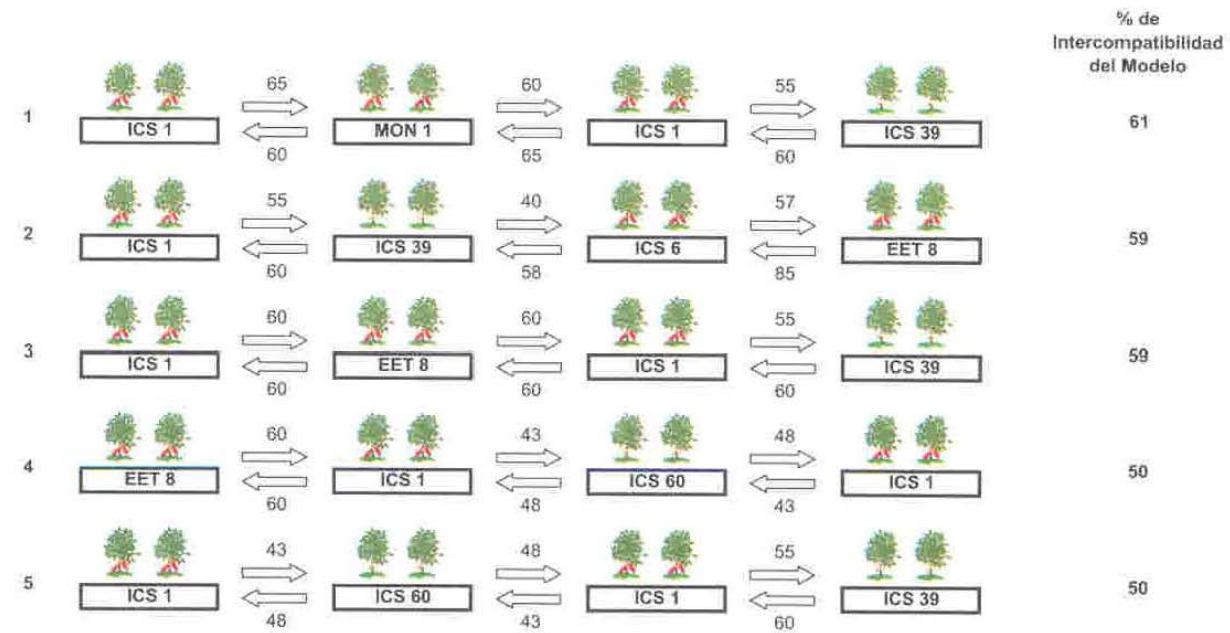 % de
Intercompatibilidad
del Modelo
65 60 55
1 ICS 1 MON 1 ICS 1 ICS 39 61
60 65 60
55 40 57
2 ICS 1 ICS 39 ICS 6 EET 8 59
60 58 85
60 60 55
3 ICS 1 EET 8 ICS 1 ICS 39 59
60 60 60
60 43 48
4 EET 8 ICS 1 ICS 60 ICS 1 50
60 48 43
43 48 55
5 ICS 1 ICS 60 ICS 1 ICS 39 50
48 43 60